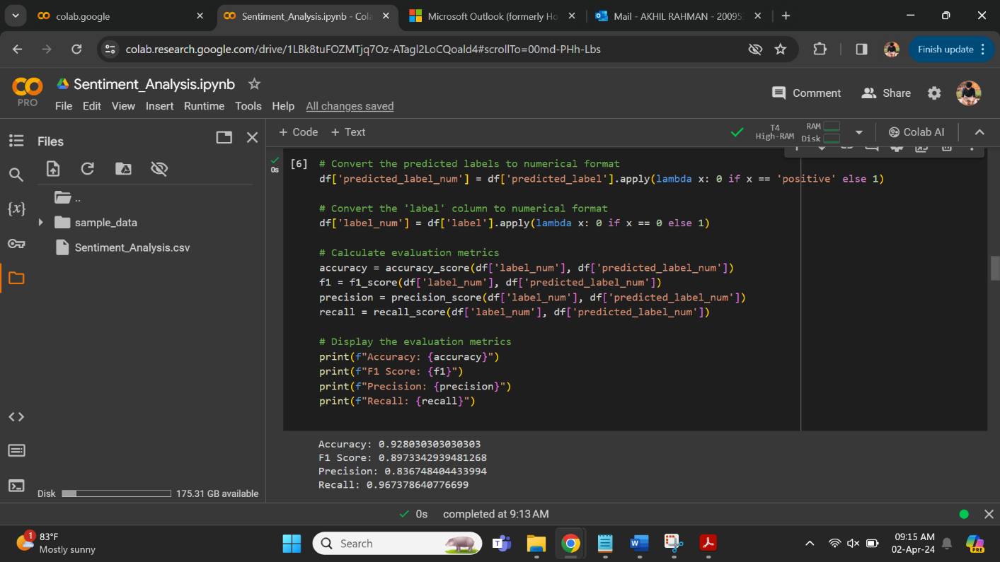 colab.google
Sentiment_Analysis.ipynb - Cola
Microsoft Outlook (formerly Ho
Mail - AKHIL RAHMAN - 20095
colab.research.google.com/drive/1LBk8tuFOZMTjq7Oz-ATagl2LoCQoald4#scrollTo=00md-PHh-Lbs
Finish update
Sentiment_Analysis.ipynb
PRO
File Edit View Insert Runtime Tools Help All changes saved
Comment
Share
Files
+ Code + Text
T4
High-RAM
RAM
Disk
Colab AI
{x}
..
sample_data
Sentiment_Analysis.csv
<>
Disk
175.31 GB available
0s
[6]
# Convert the predicted labels to numerical format
df['predicted_label_num'] = df['predicted_label'].apply(lambda x: 0 if x == 'positive' else 1)
# Convert the 'label' column to numerical format
df['label_num'] = df['label'].apply(lambda x: 0 if x == 0 else 1)
# Calculate evaluation metrics
accuracy = accuracy_score(df['label_num'], df['predicted_label_num'])
f1 = f1_score(df['label_num'], df['predicted_label_num'])
precision = precision_score(df['label_num'], df['predicted_label_num'])
recall = recall_score(df['label_num'], df['predicted_label_num'])
# Display the evaluation metrics
print(f"Accuracy: {accuracy}")
print(f"F1 Score: {f1}")
print(f"Precision: {precision}")
print(f"Recall: {recall}")
Accuracy: 0.928030303030303
F1 Score: 0.8973342939481268
Precision: 0.836748404433994
Recall: 0.967378640776699
0s completed at 9:13 AM
1
83°F
Mostly sunny
Search
09:15 AM
02-Apr-24
PRE